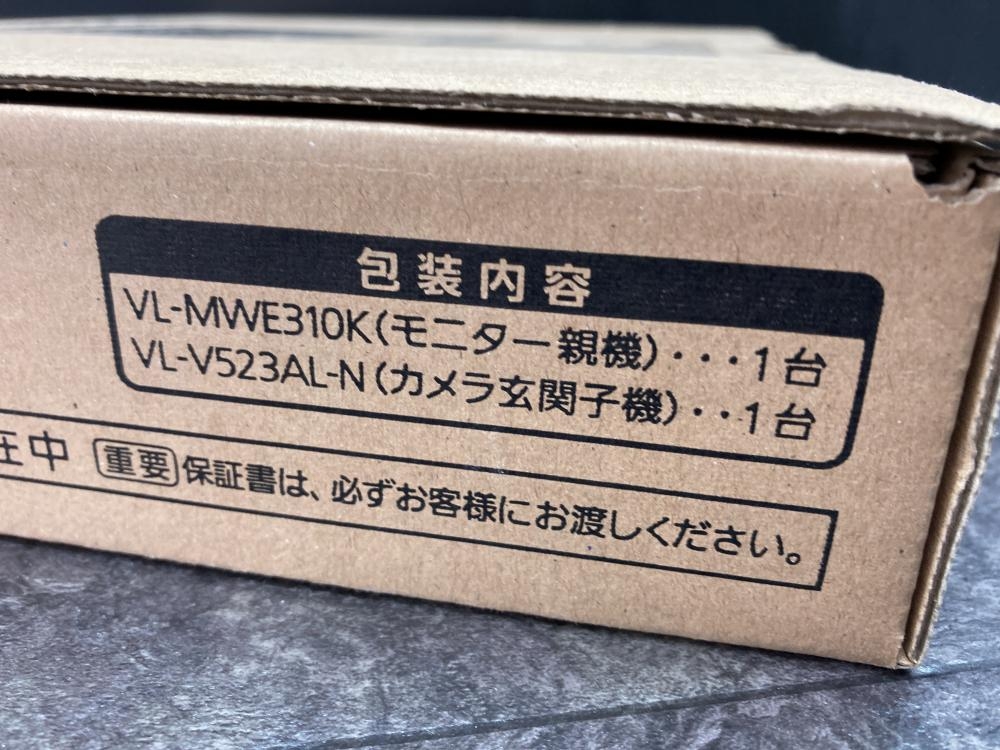 包装内容
VL-MWE310K(モニター親機)・・・1台
VL-V523AL-N(カメラ玄関子機)・・1台
在中 重要 保証書は、必ずお客様にお渡しください。